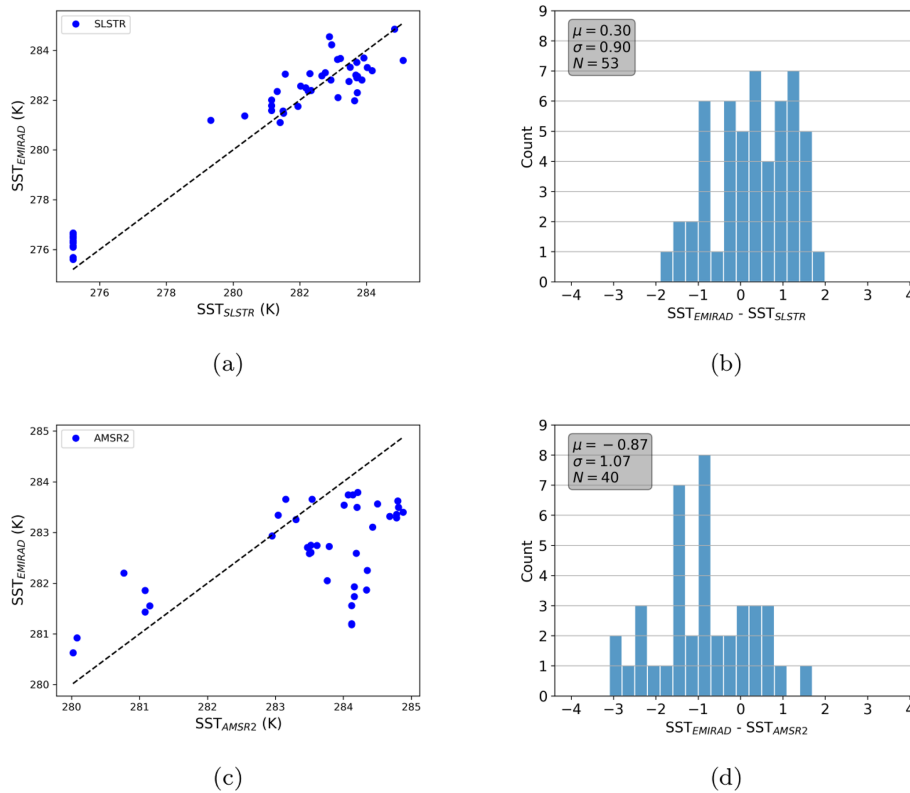 SLSTR
284
282
280
278
276
SST_EMIRAD (K)
276 278 280 282 284
SST_SLSTR (K)
(a)
μ = 0.30
σ = 0.90
N = 53
9
8
7
6
5
4
3
2
1
0
Count
−4 −3 −2 −1 0 1 2 3 4
SST_EMIRAD - SST_SLSTR
(b)
AMSR2
285
284
283
282
281
280
SST_EMIRAD (K)
280 281 282 283 284 285
SST_AMSR2 (K)
(c)
μ = −0.87
σ = 1.07
N = 40
9
8
7
6
5
4
3
2
1
0
Count
−4 −3 −2 −1 0 1 2 3 4
SST_EMIRAD - SST_AMSR2
(d)